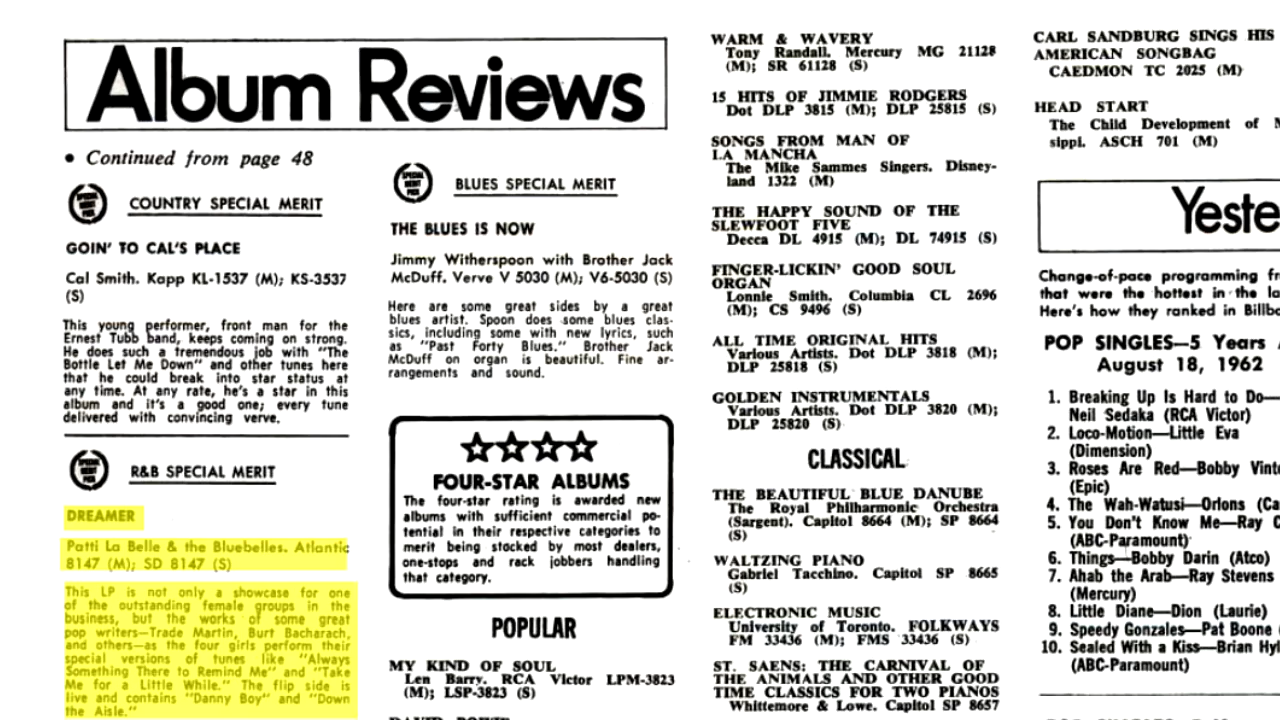 Album Reviews
• Continued from page 48
SPECIAL MERIT PICK
COUNTRY SPECIAL MERIT
GOIN' TO CAL'S PLACE
Cal Smith. Kapp KL-1537 (M); KS-3537
(S)
This young performer, front man for the
Ernest Tubb band, keeps coming on strong.
He does such a tremendous job with "The
Bottle Let Me Down" and other tunes here
that he could break into star status at
any time. At any rate, he's a star in this
album and it's a good one; every tune
delivered with convincing verve.
SPECIAL MERIT PICK
R&B SPECIAL MERIT
DREAMER
Patti La Belle & the Bluebelles. Atlantic
8147 (M); SD 8147 (S)
This LP is not only a showcase for one
of the outstanding female groups in the
business, but the works of some great
pop writers—Trade Martin, Burt Bacharach,
and others—as the four girls perform their
special versions of tunes like "Always
Something There to Remind Me" and "Take
Me for a Little While." The flip side is
live and contains "Danny Boy" and "Down
the Aisle."
SPECIAL MERIT PICK
BLUES SPECIAL MERIT
THE BLUES IS NOW
Jimmy Witherspoon with Brother Jack
McDuff. Verve V 5030 (M); V6-5030 (S)
Here are some great sides by a great
blues artist. Spoon does some blues clas-
sics, including some with new lyrics, such
as "Past Forty Blues." Brother Jack
McDuff on organ is beautiful. Fine ar-
rangements and sound.
FOUR-STAR ALBUMS
The four-star rating is awarded new
albums with sufficient commercial po-
tential in their respective categories to
merit being stocked by most dealers,
one-stops and rack jobbers handling
that category.
POPULAR
MY KIND OF SOUL
Len Barry. RCA Victor LPM-3823
(M); LSP-3823 (S)
DAVID BOWIE
WARM & WAVERY
Tony Randall. Mercury MG 21128
(M); SR 61128 (S)
15 HITS OF JIMMIE RODGERS
Dot DLP 3815 (M); DLP 25815 (S)
SONGS FROM MAN OF
LA MANCHA
The Mike Sammes Singers. Disney-
land 1322 (M)
THE HAPPY SOUND OF THE
SLEWFOOT FIVE
Decca DL 4915 (M); DL 74915 (S)
FINGER-LICKIN' GOOD SOUL
ORGAN
Lonnie Smith. Columbia CL 2696
(M); CS 9496 (S)
ALL TIME ORIGINAL HITS
Various Artists. Dot DLP 3818 (M);
DLP 25818 (S)
GOLDEN INSTRUMENTALS
Various Artists. Dot DLP 3820 (M);
DLP 25820 (S)
CLASSICAL
THE BEAUTIFUL BLUE DANUBE
The Royal Philharmonic Orchestra
(Sargent). Capitol 8664 (M); SP 8664
(S)
WALTZING PIANO
Gabriel Tacchino. Capitol SP 8665
(S)
ELECTRONIC MUSIC
University of Toronto. FOLKWAYS
FM 33436 (M); FMS 33436 (S)
ST. SAENS: THE CARNIVAL OF
THE ANIMALS AND OTHER GOOD
TIME CLASSICS FOR TWO PIANOS
Whittemore & Lowe. Capitol SP 8657
CARL SANDBURG SINGS HIS
AMERICAN SONGBAG
CAEDMON TC 2025 (M)
HEAD START
The Child Development of M
sippi. ASCH 701 (M)
Yeste
Change-of-pace programming fr
that were the hottest in the la
Here's how they ranked in Billbo
POP SINGLES—5 Years A
August 18, 1962
1. Breaking Up Is Hard to Do—
Neil Sedaka (RCA Victor)
2. Loco-Motion—Little Eva
(Dimension)
3. Roses Are Red—Bobby Vinto
(Epic)
4. The Wah-Watusi—Orlons (Ca
5. You Don't Know Me—Ray C
(ABC-Paramount)
6. Things—Bobby Darin (Atco)
7. Ahab the Arab—Ray Stevens
(Mercury)
8. Little Diane—Dion (Laurie)
9. Speedy Gonzales—Pat Boone (
10. Sealed With a Kiss—Brian Hyl
(ABC-Paramount)